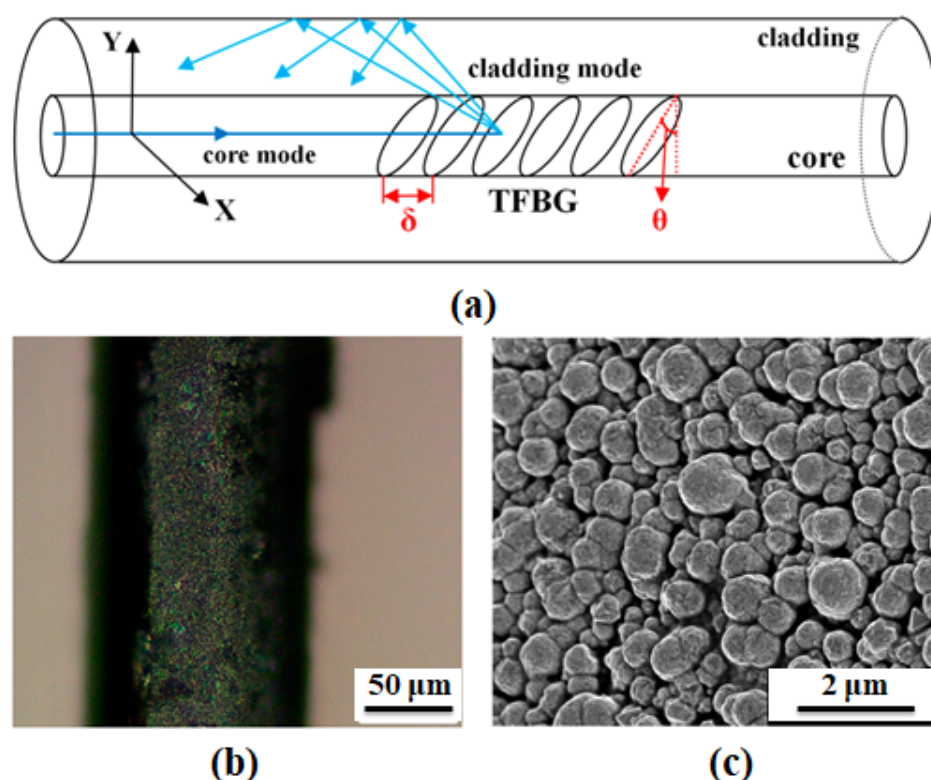 Y
cladding
cladding mode
core mode
core
X
δ
TFBG
θ
(a)
50 μm
2 μm
(b)
(c)